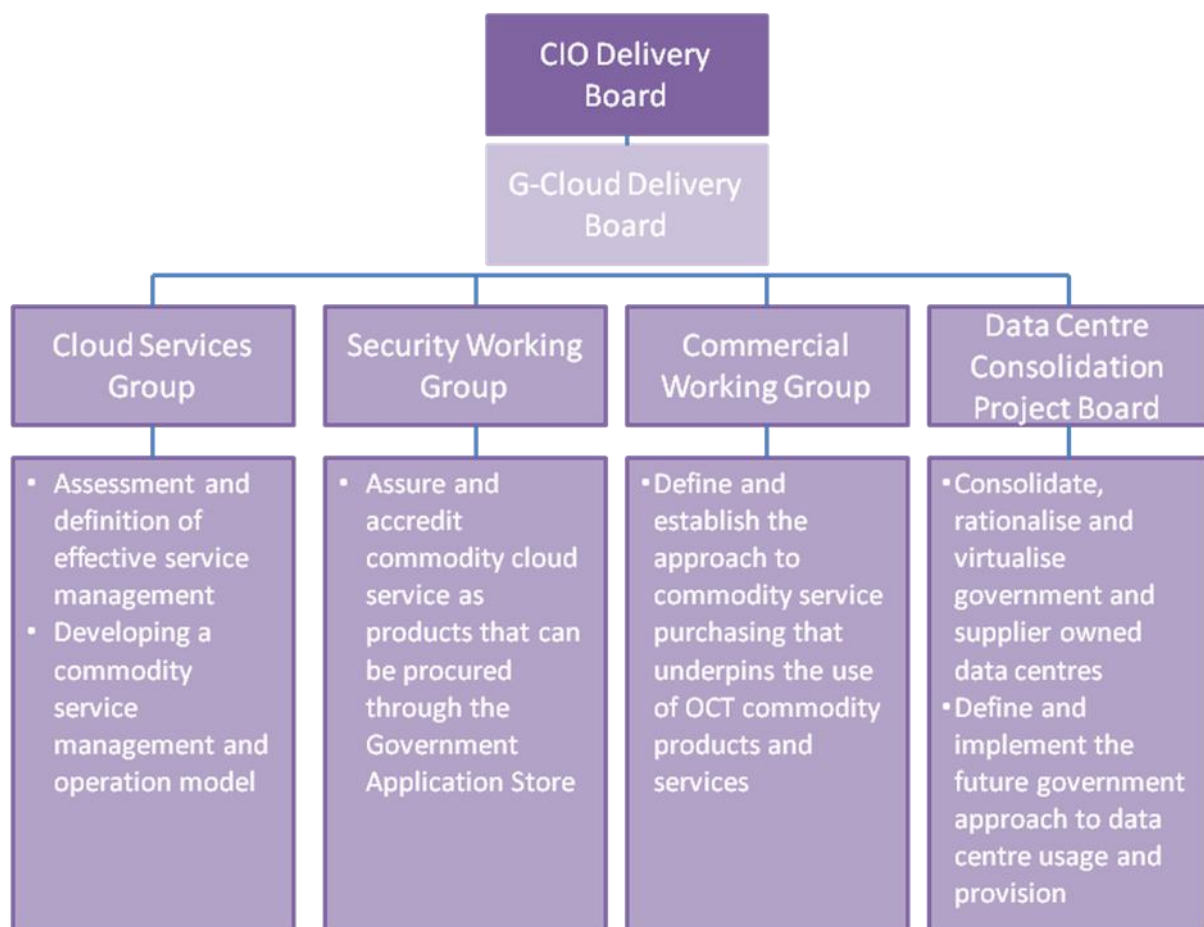 CIO Delivery
Board
G-Cloud Delivery
Board
Cloud Services
Group
Security Working
Group
Commercial
Working Group
Data Centre
Consolidation
Project Board
• Assessment and
definition of
effective service
management
• Developing a
commodity
service
management and
operation model
• Assure and
accredit
commodity cloud
service as
products that can
be procured
through the
Government
Application Store
•Define and
establish the
approach to
commodity service
purchasing that
underpins the use
of OCT commodity
products and
services
•Consolidate,
rationalise and
virtualise
government and
supplier owned
data centres
•Define and
implement the
future government
approach to data
centre usage and
provision